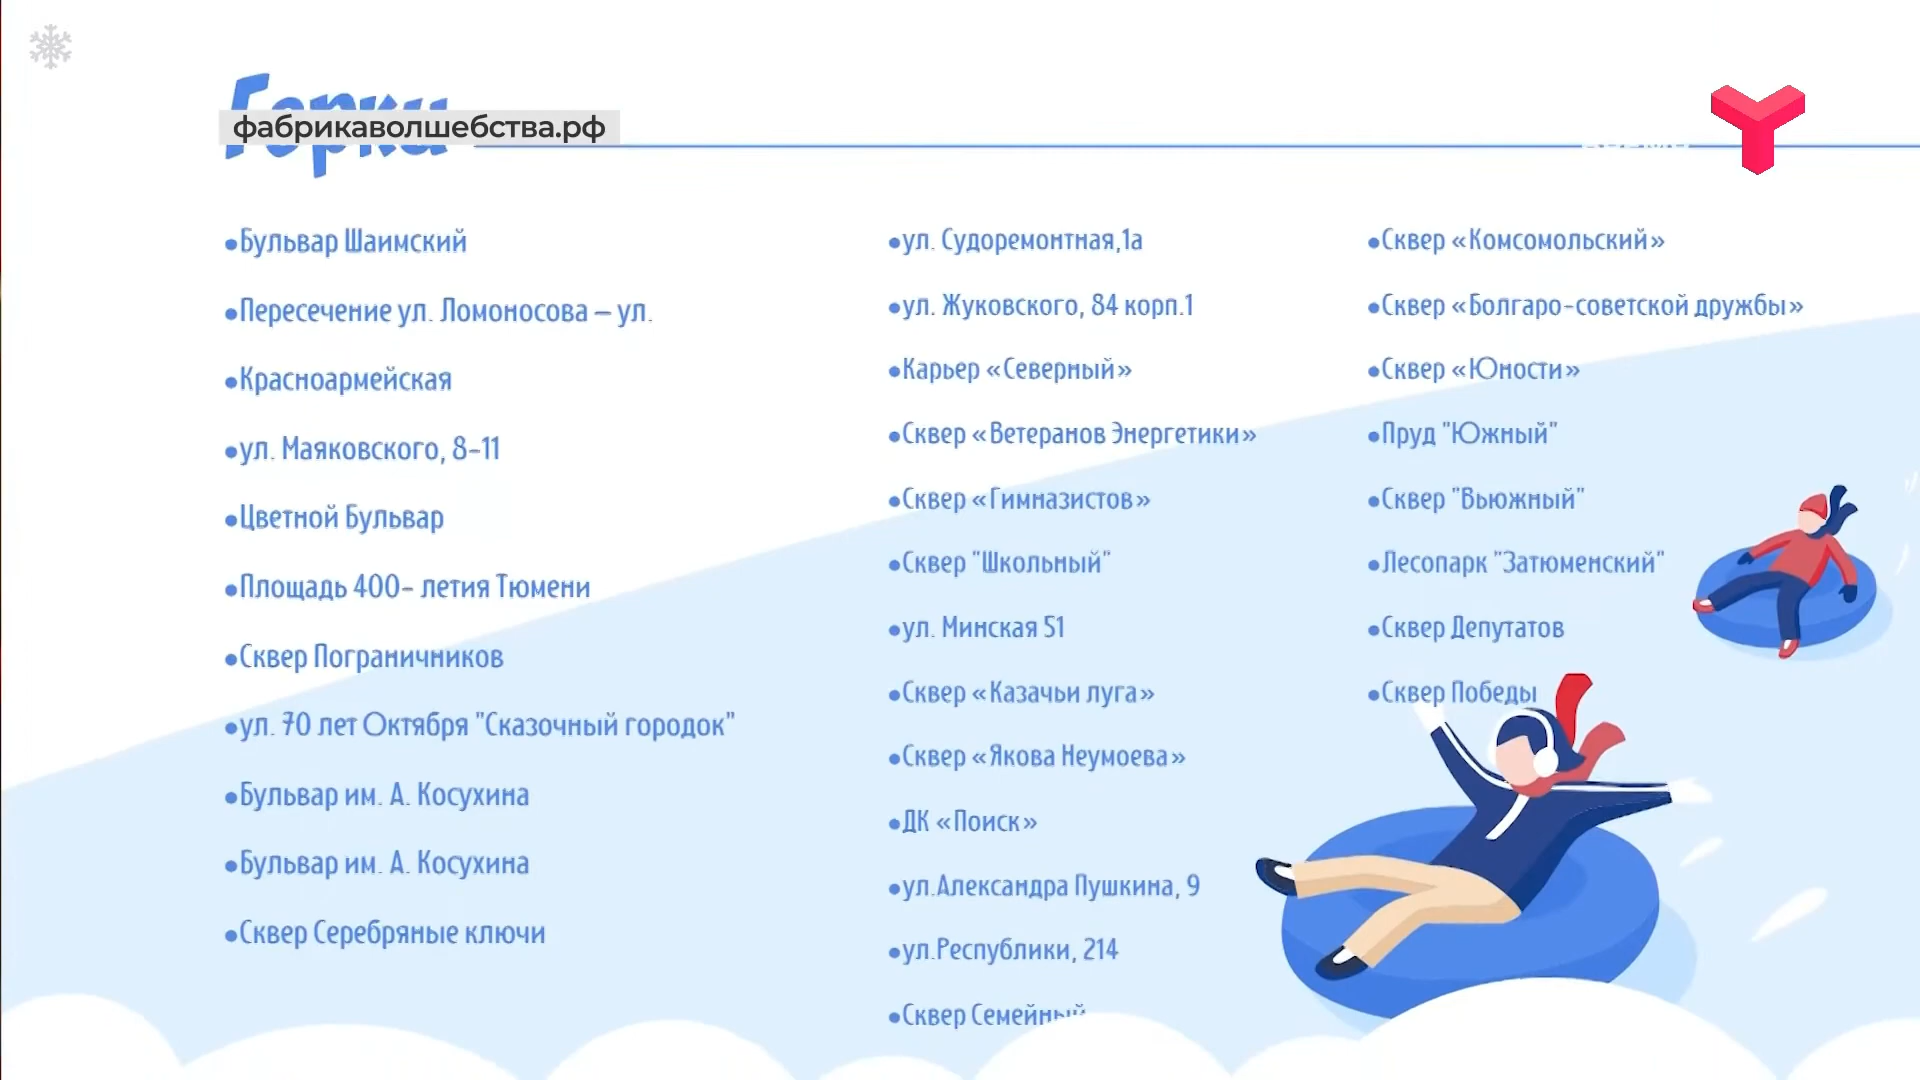 Горки
фабрикаволшебства.рф
•Бульвар Шаимский
•Пересечение ул. Ломоносова – ул.
•Красноармейская
•ул. Маяковского, 8-11
•Цветной Бульвар
•Площадь 400- летия Тюмени
•Сквер Пограничников
•ул. 70 лет Октября "Сказочный городок"
•Бульвар им. А. Косухина
•Бульвар им. А. Косухина
•Сквер Серебряные ключи
•ул. Судоремонтная,1а
•ул. Жуковского, 84 корп.1
•Карьер «Северный»
•Сквер «Ветеранов Энергетики»
•Сквер «Гимназистов»
•Сквер "Школьный"
•ул. Минская 51
•Сквер «Казачьи луга»
•Сквер «Якова Неумоева»
•ДК «Поиск»
•ул.Александра Пушкина, 9
•ул.Республики, 214
•Сквер Семейный
•Сквер «Комсомольский»
•Сквер «Болгаро-советской дружбы»
•Сквер «Юности»
•Пруд "Южный"
•Сквер "Вьюжный"
•Лесопарк "Затюменский"
•Сквер Депутатов
•Сквер Победы